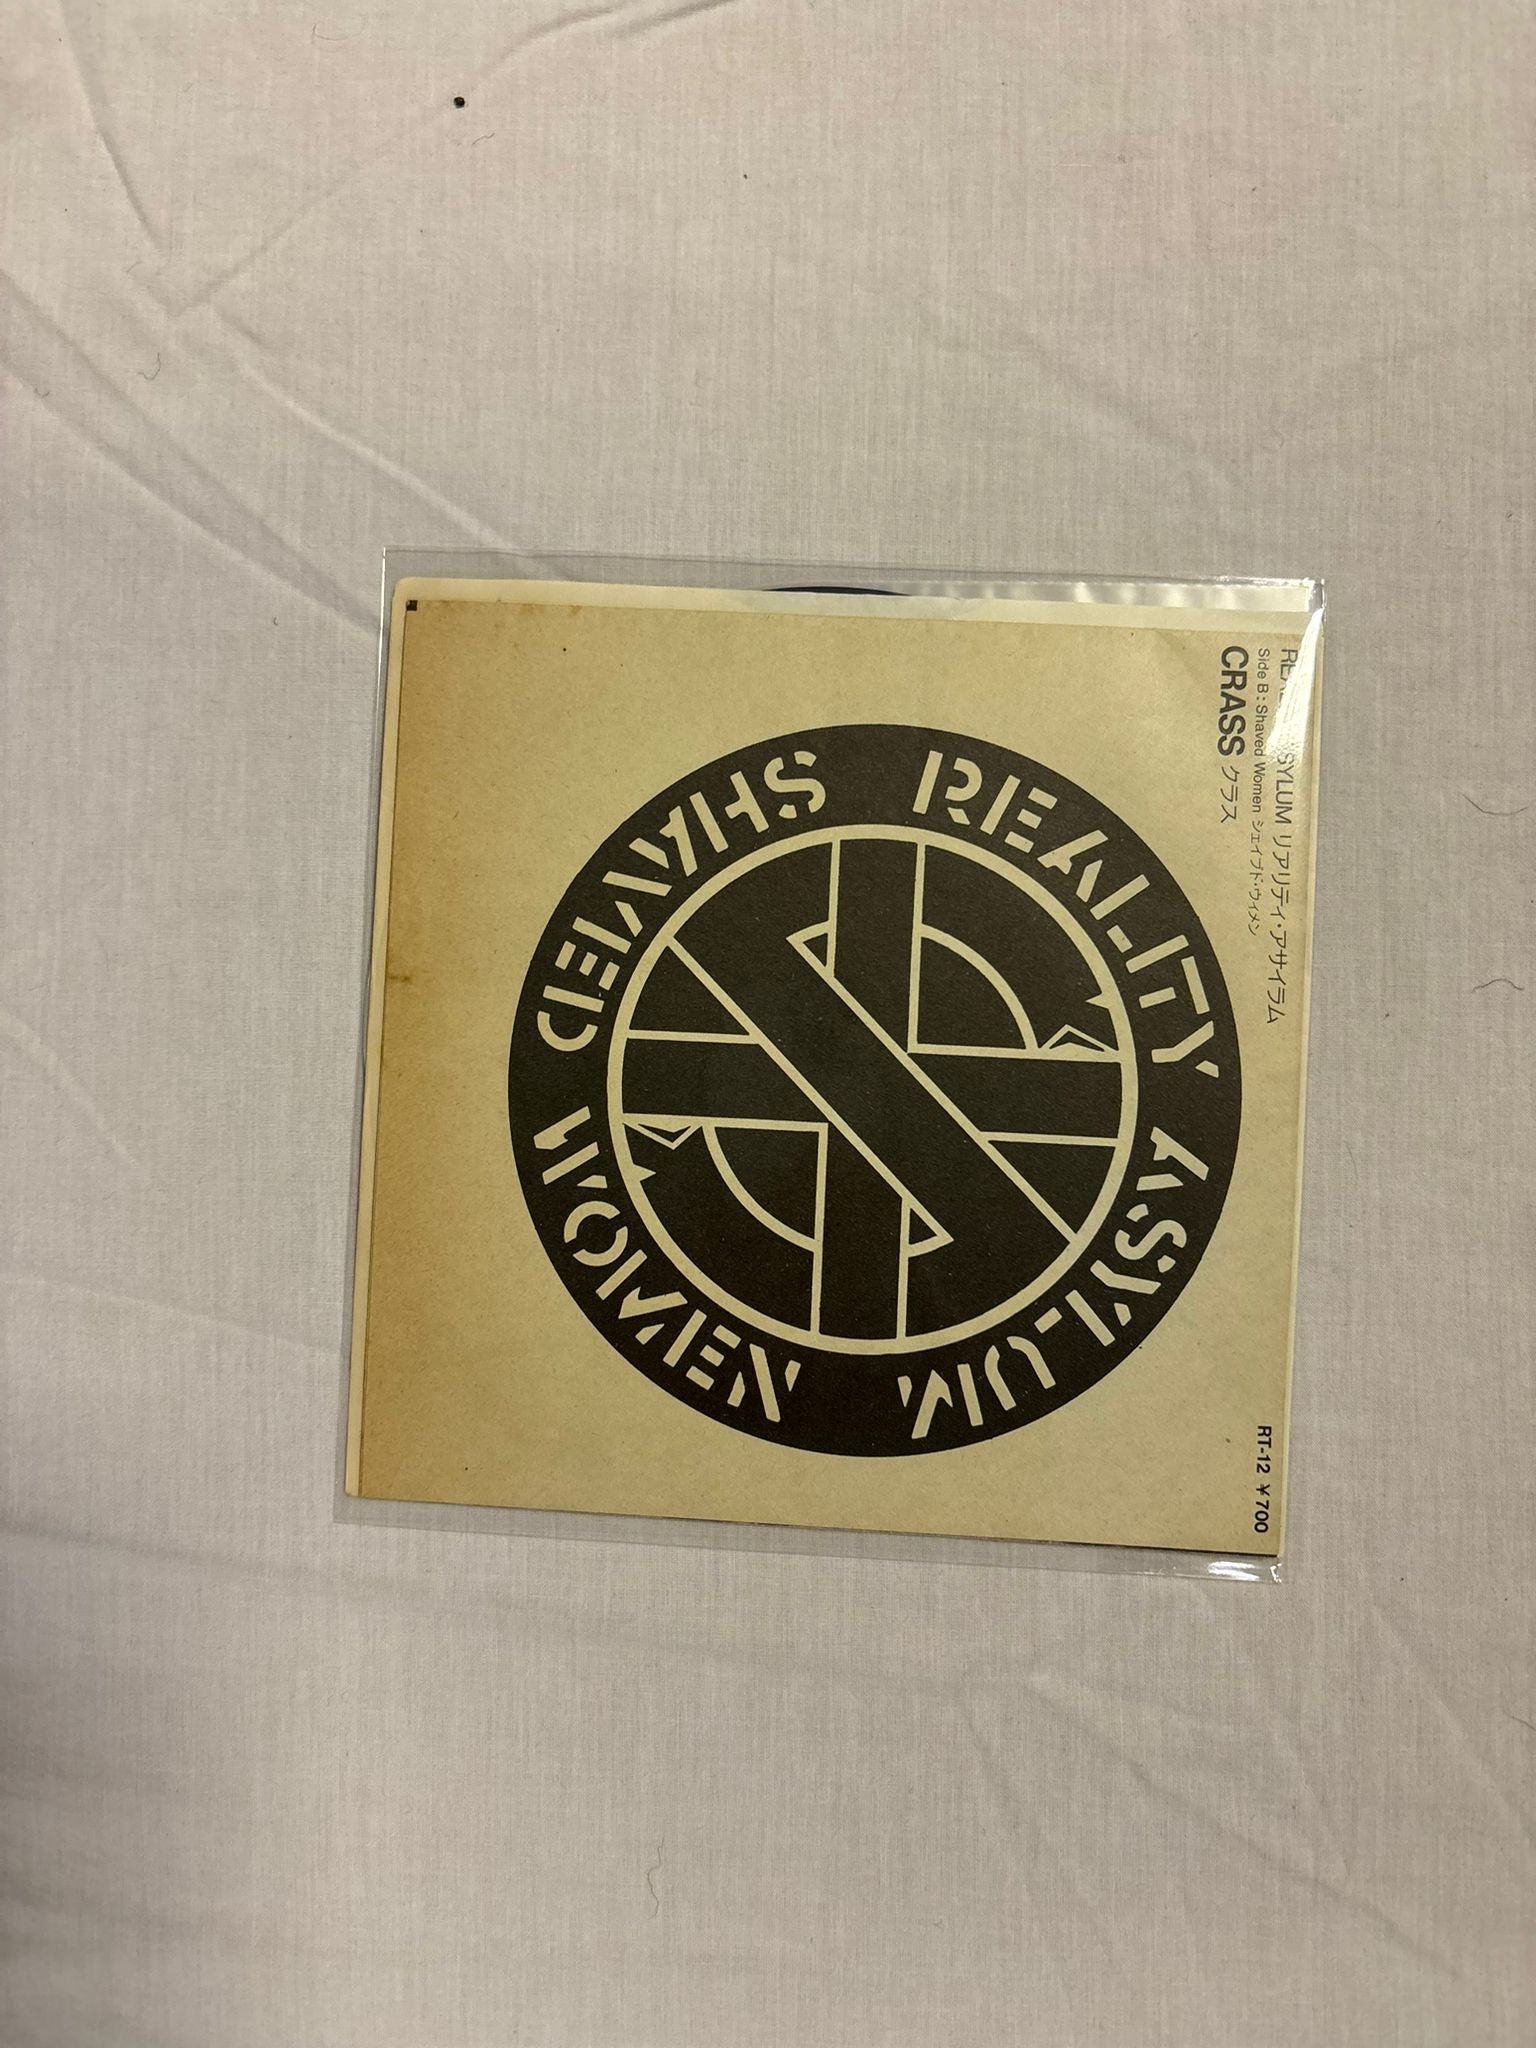 REALITY ASYLUM リアリティ・アサイラム
Side B : Shaved Women シェイブド・ウィメン
CRASS クラス
RT-12 ¥700
REALITY ASYLUM
SHAVED WOMEN